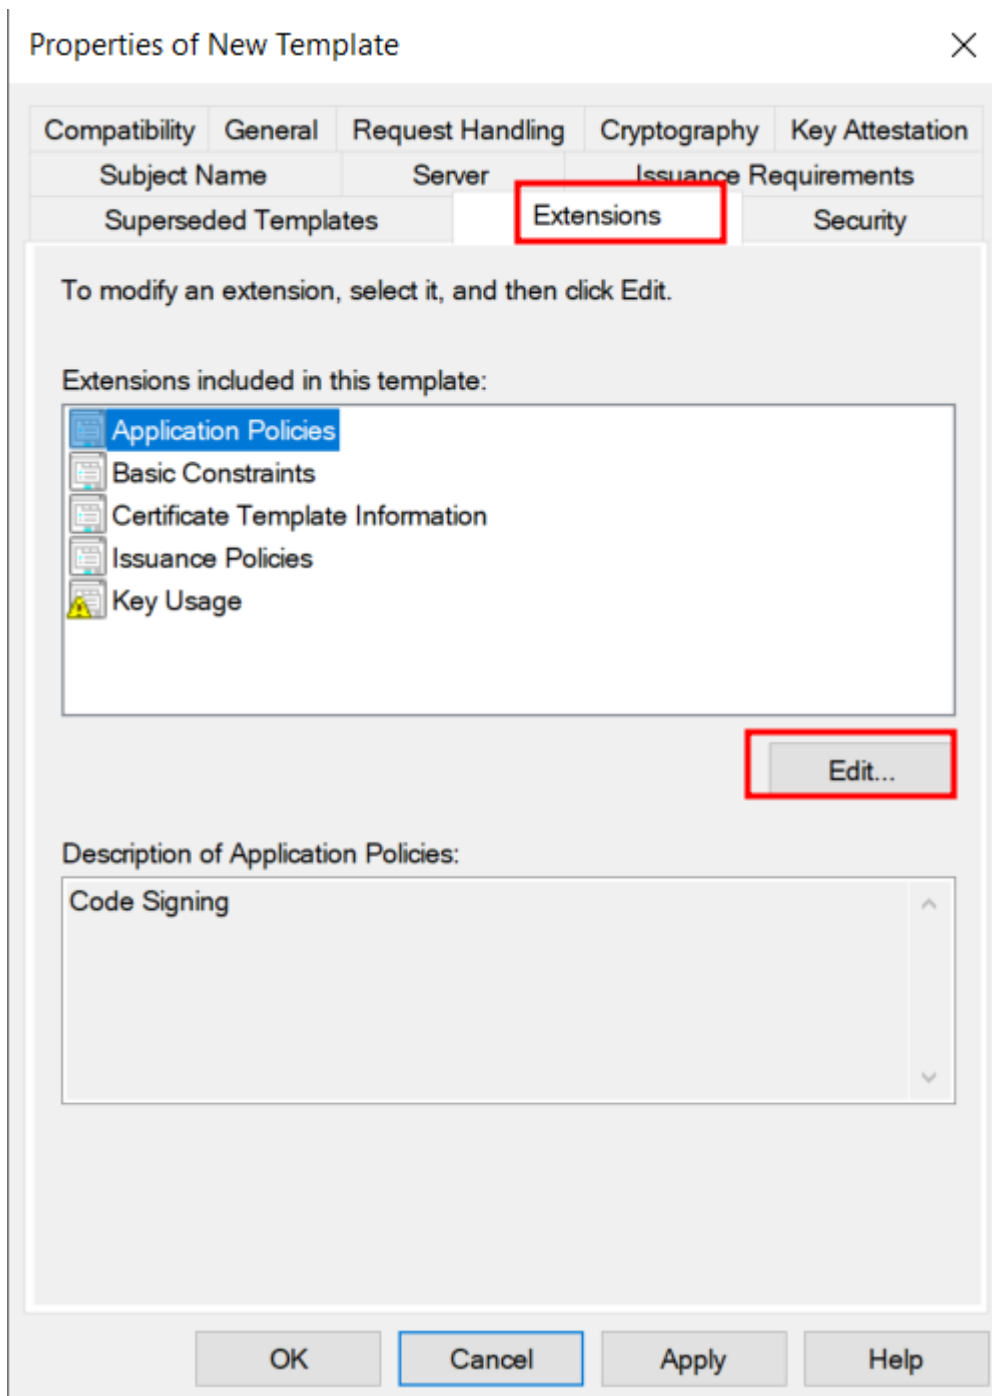 Properties of New Template
Compatibility General Request Handling Cryptography Key Attestation
Subject Name Server Issuance Requirements
Superseded Templates Extensions Security
To modify an extension, select it, and then click Edit.
Extensions included in this template:
Application Policies
Basic Constraints
Certificate Template Information
Issuance Policies
Key Usage
Edit...
Description of Application Policies:
Code Signing
OK Cancel Apply Help